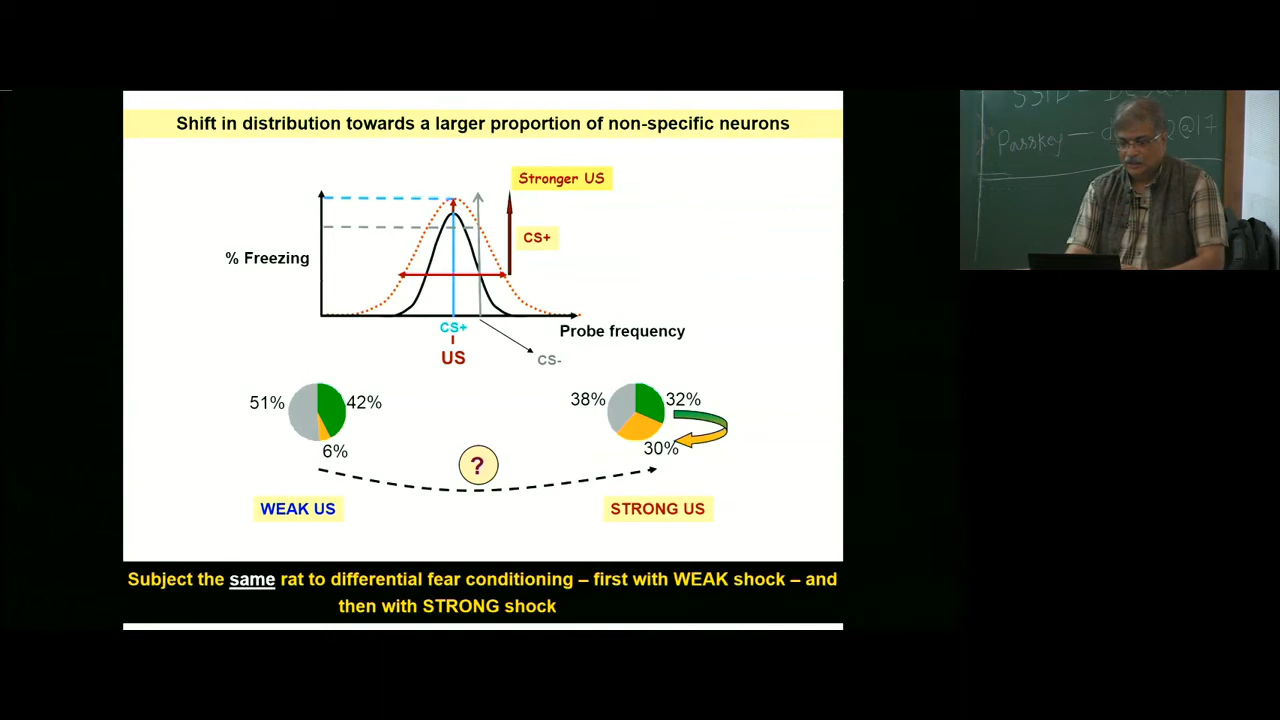 Shift in distribution towards a larger proportion of non-specific neurons
Stronger US
CS+
% Freezing
CS+
US
Probe frequency
CS-
51%
42%
6%
38%
32%
30%
?
WEAK US
STRONG US
Subject the same rat to differential fear conditioning – first with WEAK shock – and
then with STRONG shock
SSID
Passkey —